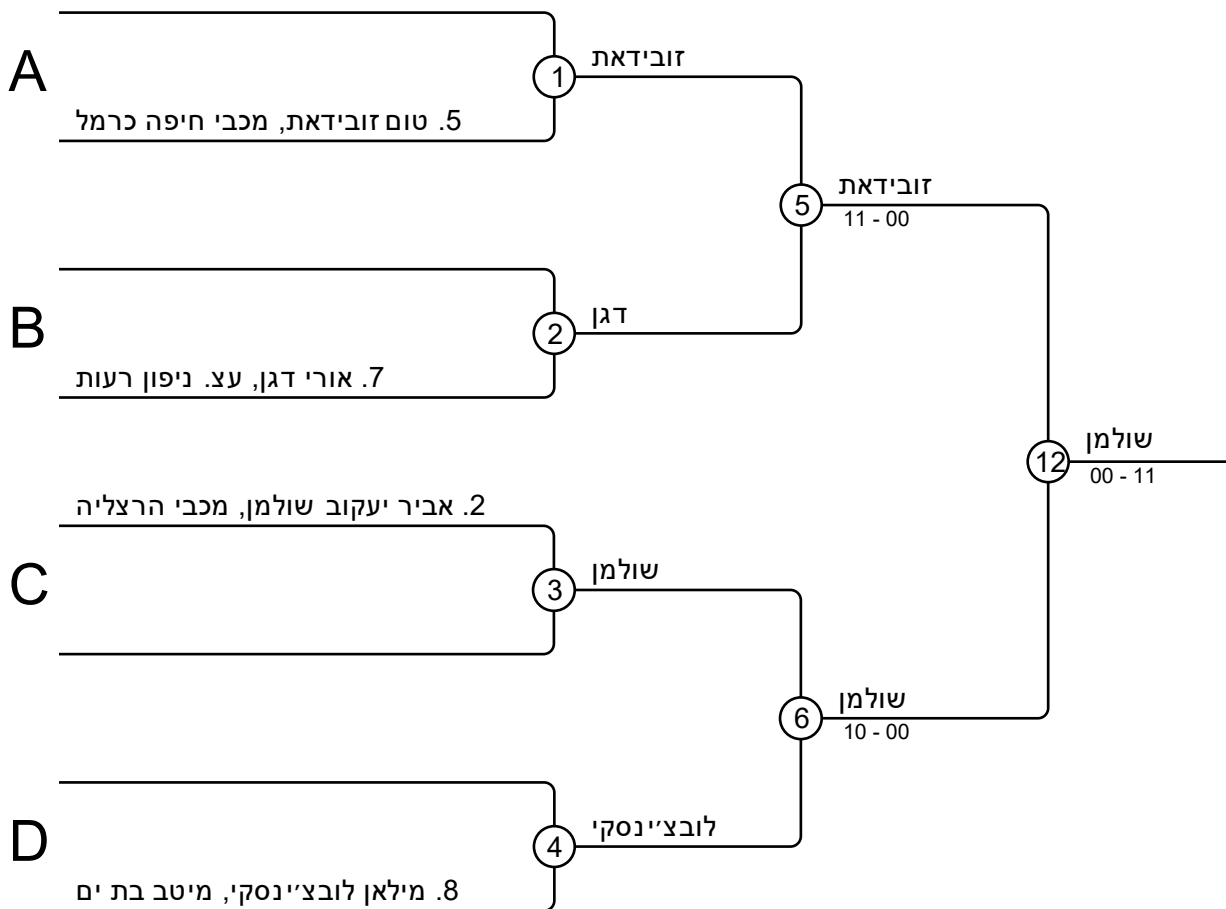 A
1
זובידאת
5. טום זובידאת, מכבי חיפה כרמל
5
זובידאת
11 - 00
B
2
דגן
7. אורי דגן, עצ. ניפון רעות
12
שולמן
00 - 11
2. אביר יעקוב שולמן, מכבי הרצליה
C
3
שולמן
6
שולמן
10 - 00
D
4
לובצ׳ינסקי
8. מילאן לובצ׳ינסקי, מיטב בת ים